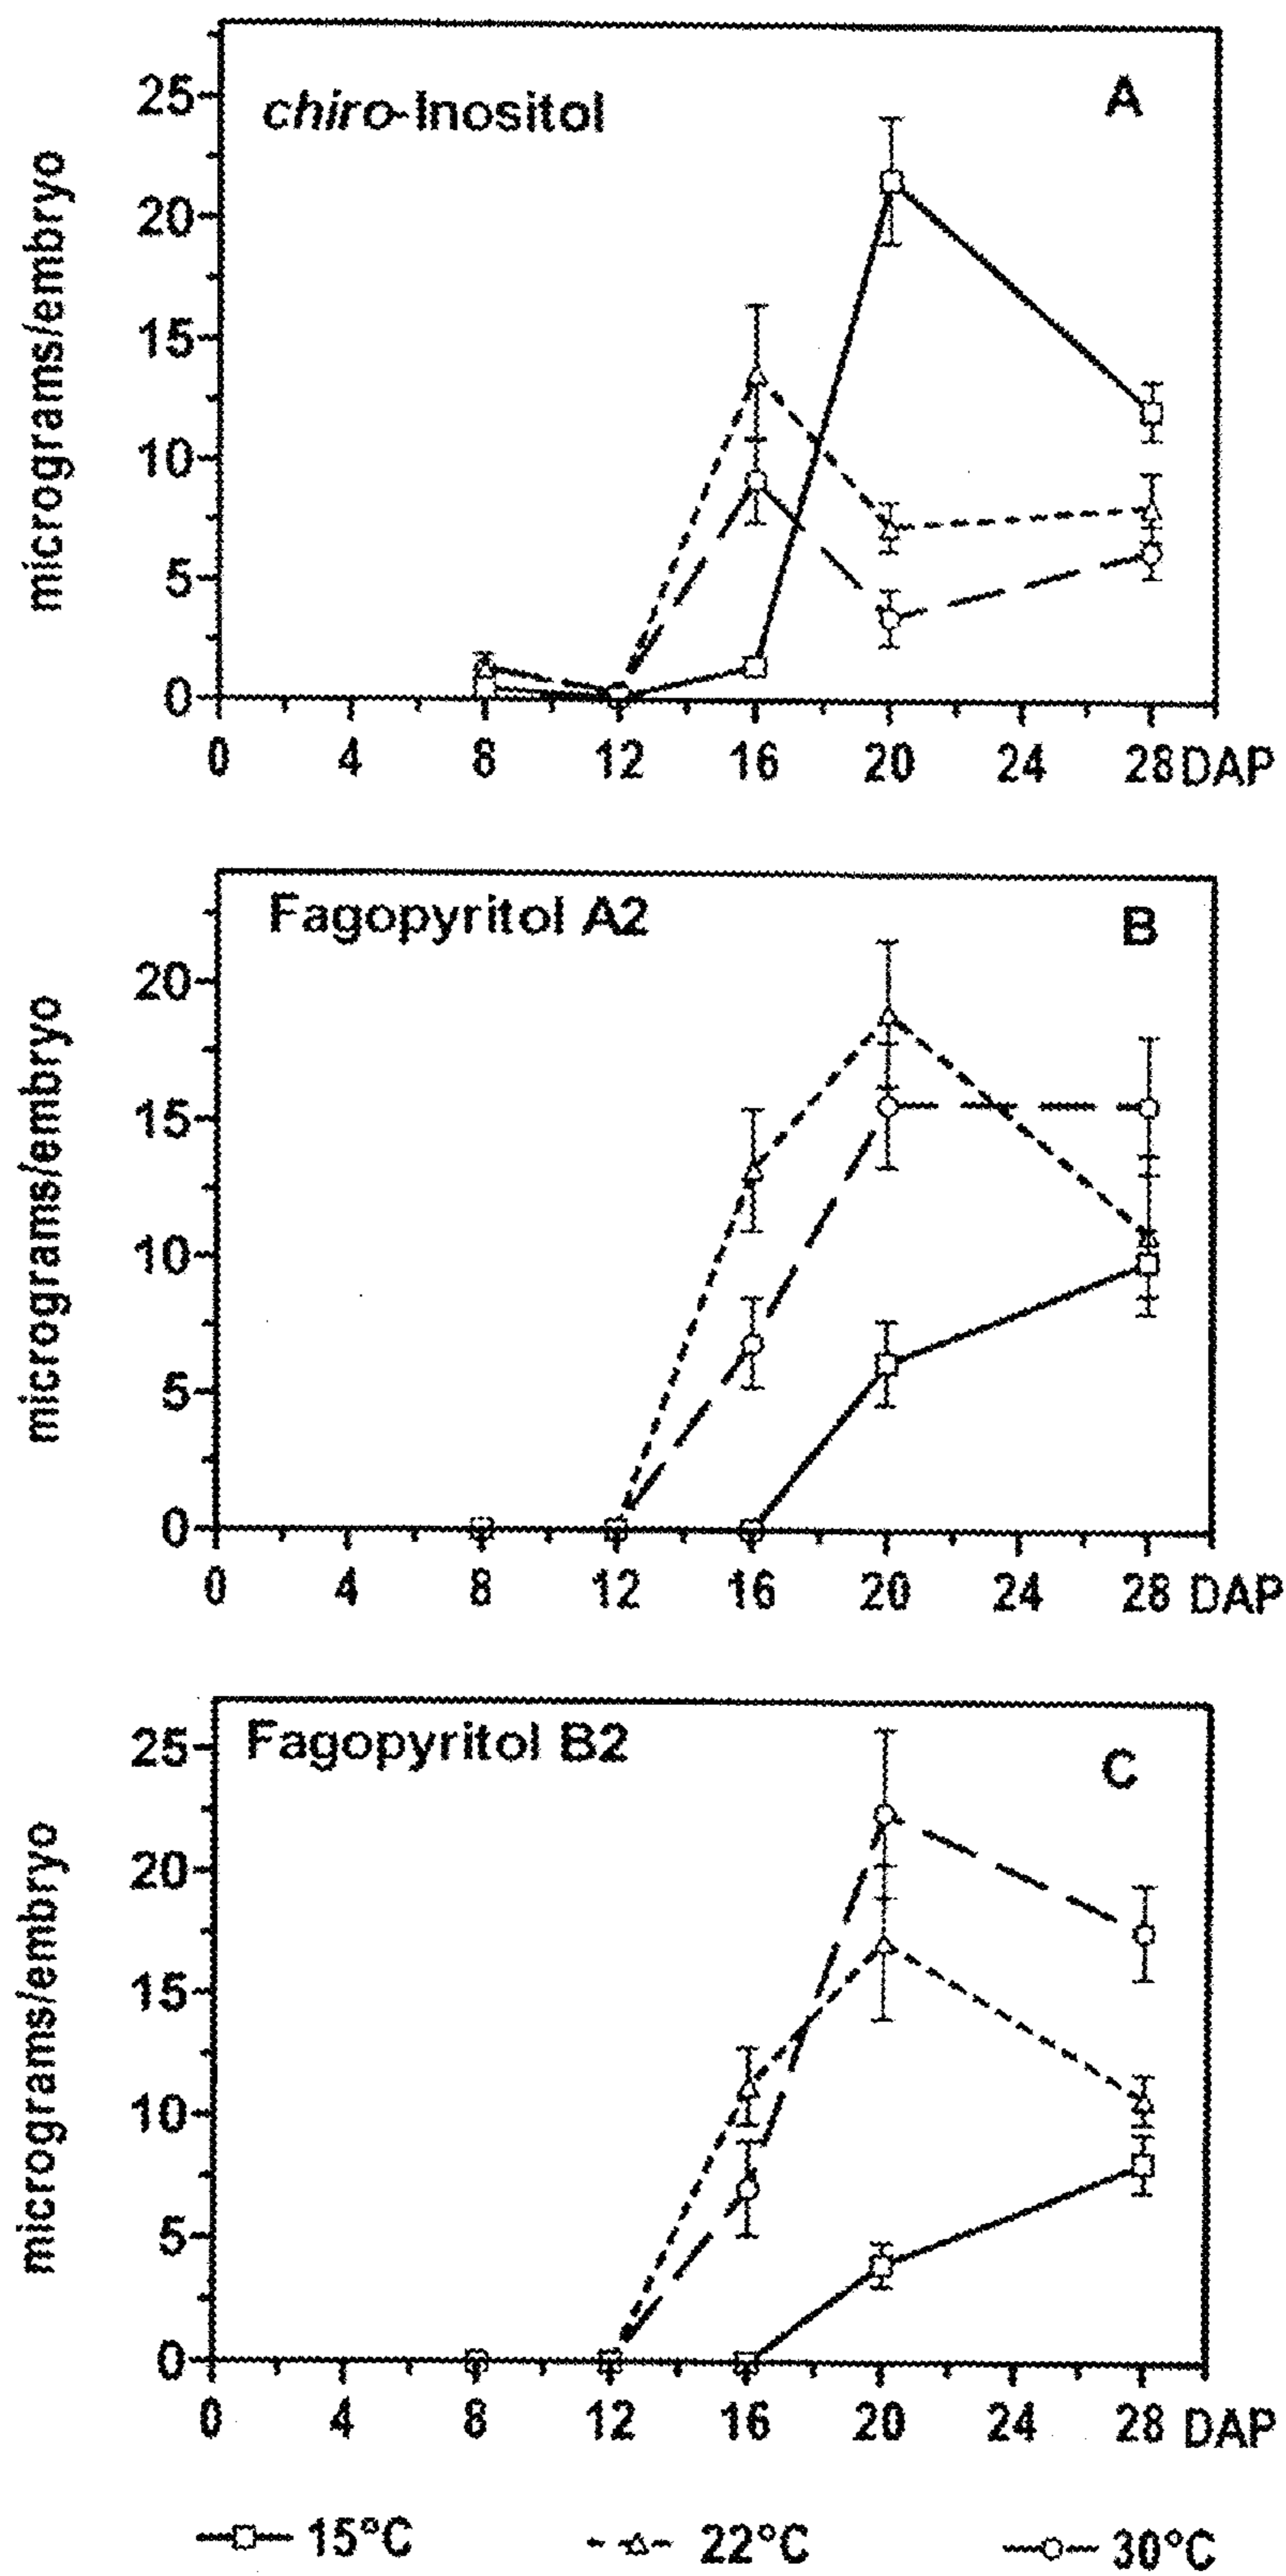 chiro-Inositol A
microgram​s/embryo
25
20
15
10
5
0
0 4 8 12 16 20 24 28 DAP
Fagopyritol A2 B
micrograms/embryo
20
15
10
5
0
0 4 8 12 16 20 24 28 DAP
Fagopyritol B2 C
micrograms/embryo
25
20
15
10
5
0
0 4 8 12 16 20 24 28 DAP
15°C 22°C 30°C